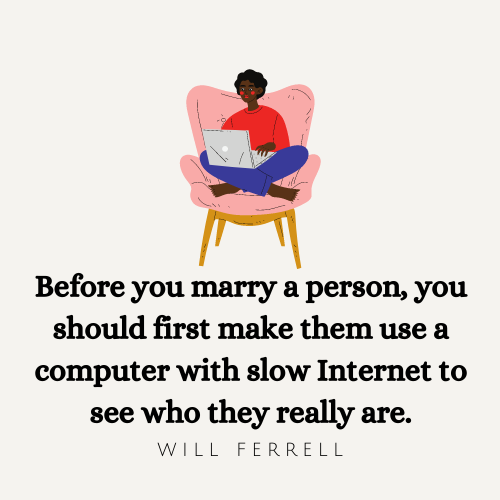 Before you marry a person, you
should first make them use a
computer with slow Internet to
see who they really are.
WILL FERRELL